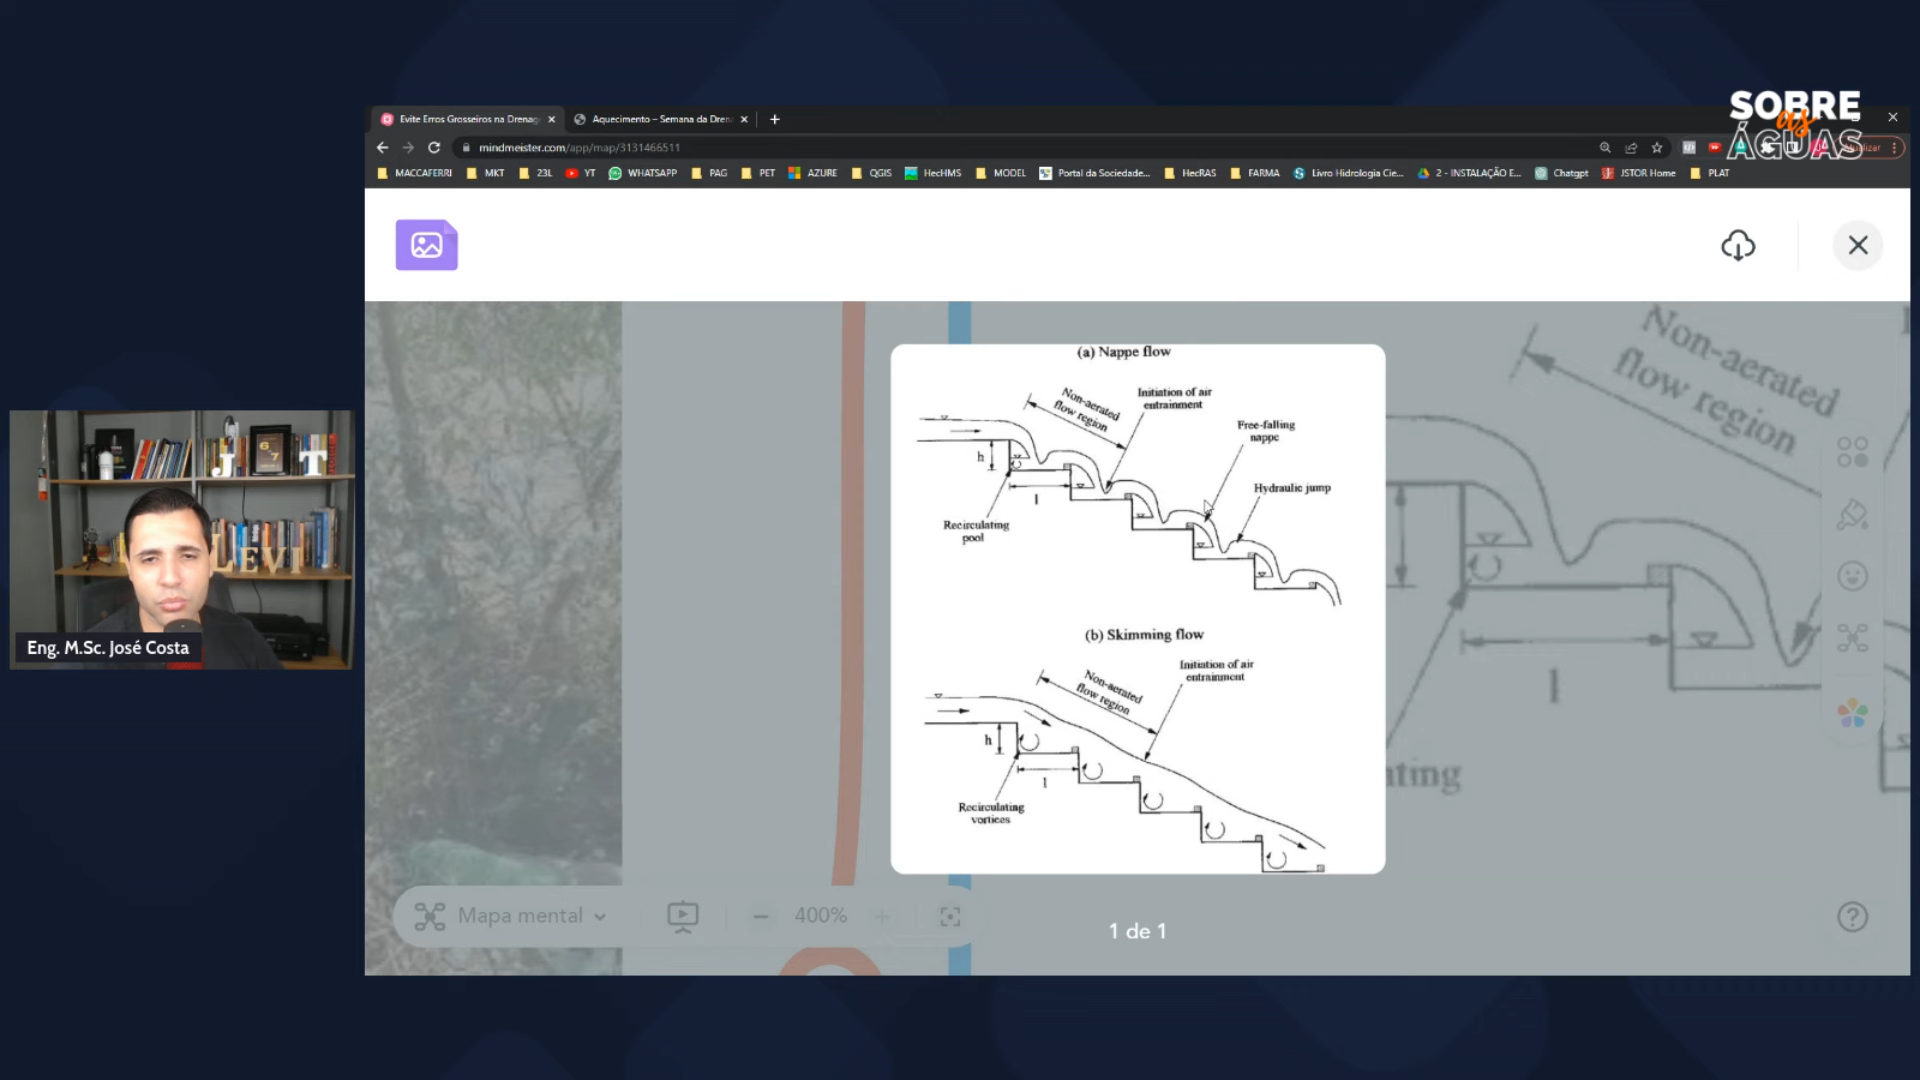 SOBRE
as
ÁGUAS
Evite Erros Grosseiros na Drenag
Aquecimento – Semana da Dren
mindmeister.com/app/map/3131466511
MACCAFERRI
MKT
23L
YT
WHATSAPP
PAG
PET
AZURE
QGIS
HecHMS
MODEL
Portal da Sociedade...
HecRAS
FARMA
Livro Hidrologia Cie...
2 - INSTALAÇÃO E...
Chatgpt
JSTOR Home
PLAT
(a) Nappe flow
Non-aerated
flow region
Initiation of air
entrainment
Free-falling
nappe
Hydraulic jump
h
l
Recirculating
pool
(b) Skimming flow
Non-aerated
flow region
Initiation of air
entrainment
h
l
Recirculating
vortices
Non-aerated
flow region
l
ating
J
T
LEVI
Eng. M.Sc. José Costa
Mapa mental
400%
1 de 1